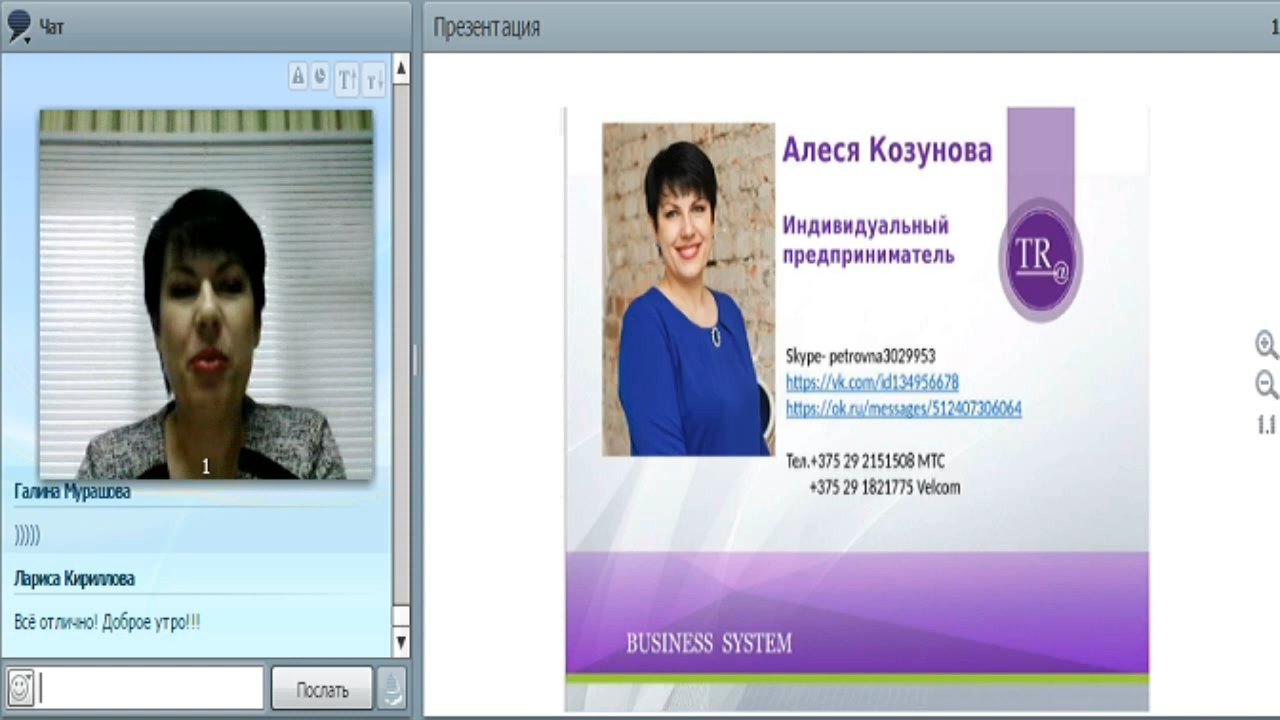 Чат
1
Галина Мурашова
)))))
Лариса Кириллова
Всё отлично! Доброе утро!!!
Послать
Презентация
1
Алеся Козунова
Индивидуальный
предприниматель
TR@
Skype- petrovna3029953
https://vk.com/id134956678
https://ok.ru/messages/512407306064
Тел.+375 29 2151508 МТС
+375 29 1821775 Velcom
BUSINESS SYSTEM
1.1